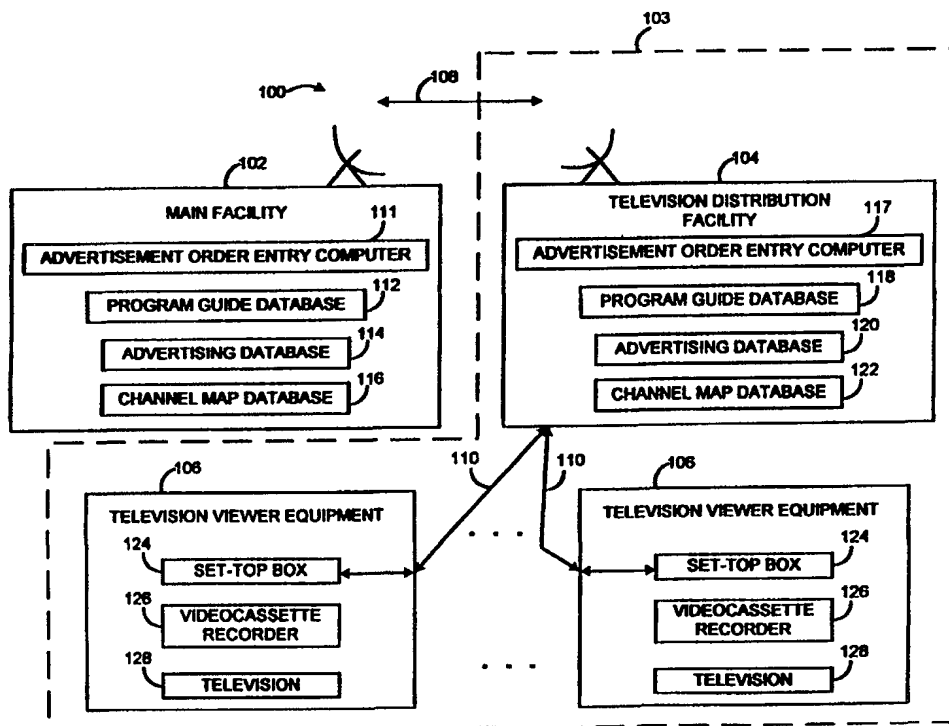 103
100
108
102
104
MAIN FACILITY
TELEVISION DISTRIBUTION
FACILITY
111
117
ADVERTISEMENT ORDER ENTRY COMPUTER
ADVERTISEMENT ORDER ENTRY COMPUTER
112
118
PROGRAM GUIDE DATABASE
PROGRAM GUIDE DATABASE
114
120
ADVERTISING DATABASE
ADVERTISING DATABASE
116
122
CHANNEL MAP DATABASE
CHANNEL MAP DATABASE
106
110
110
106
TELEVISION VIEWER EQUIPMENT
TELEVISION VIEWER EQUIPMENT
124
SET-TOP BOX
. . .
SET-TOP BOX
124
126
VIDEOCASSETTE
RECORDER
VIDEOCASSETTE
RECORDER
126
128
TELEVISION
. . .
TELEVISION
128